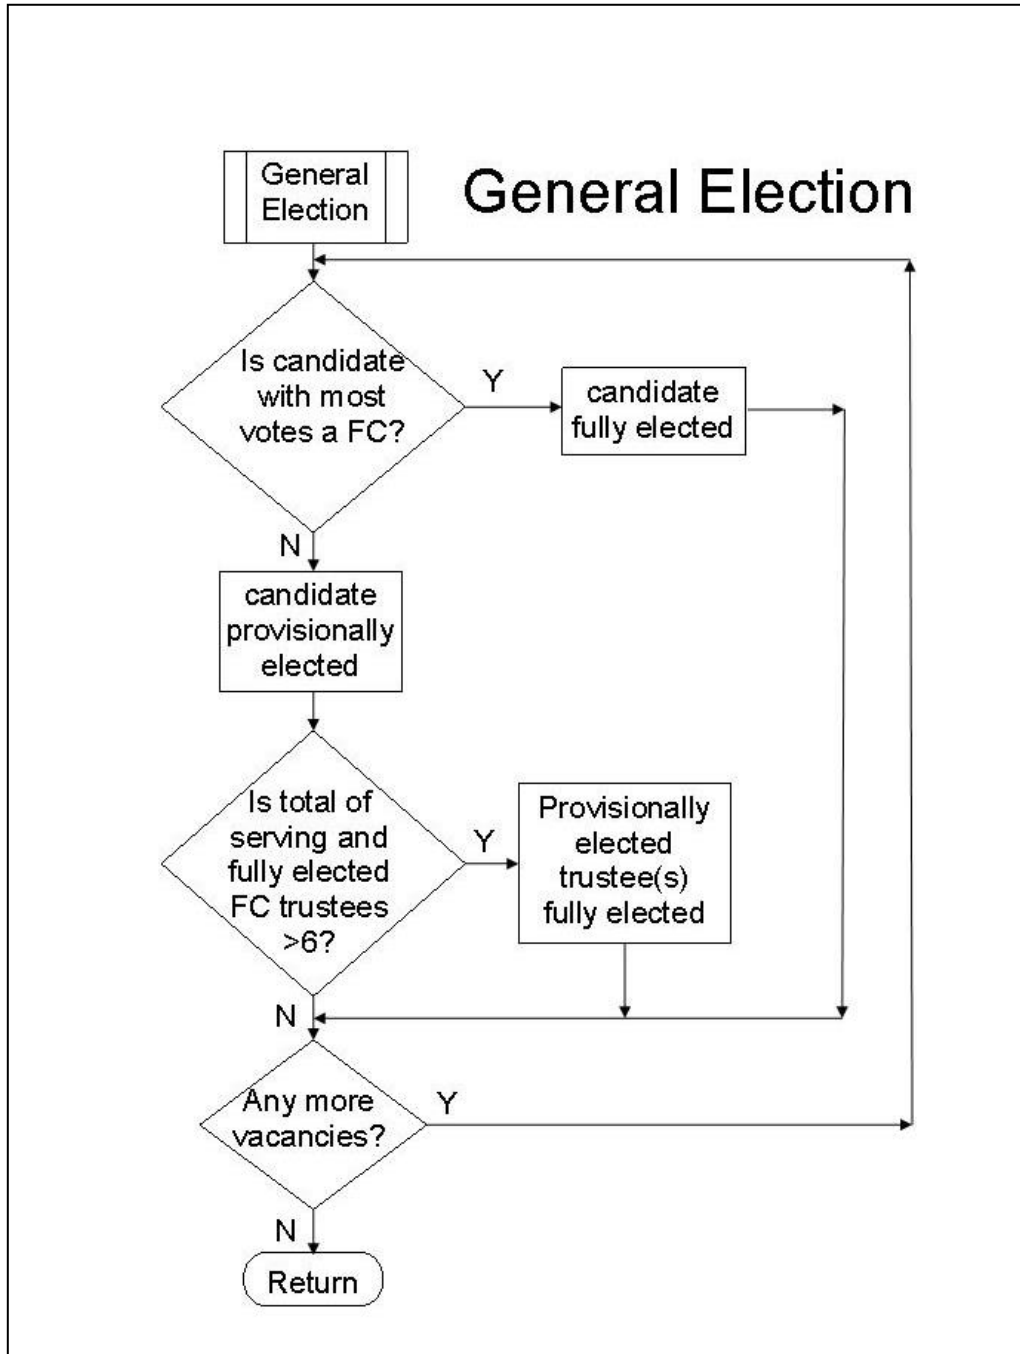 General
Election
General Election
Is candidate
with most
votes a FC?
Y
candidate
fully elected
N
candidate
provisionally
elected
Is total of
serving and
fully elected
FC trustees
>6?
Y
Provisionally
elected
trustee(s)
fully elected
N
Any more
vacancies?
Y
N
Return